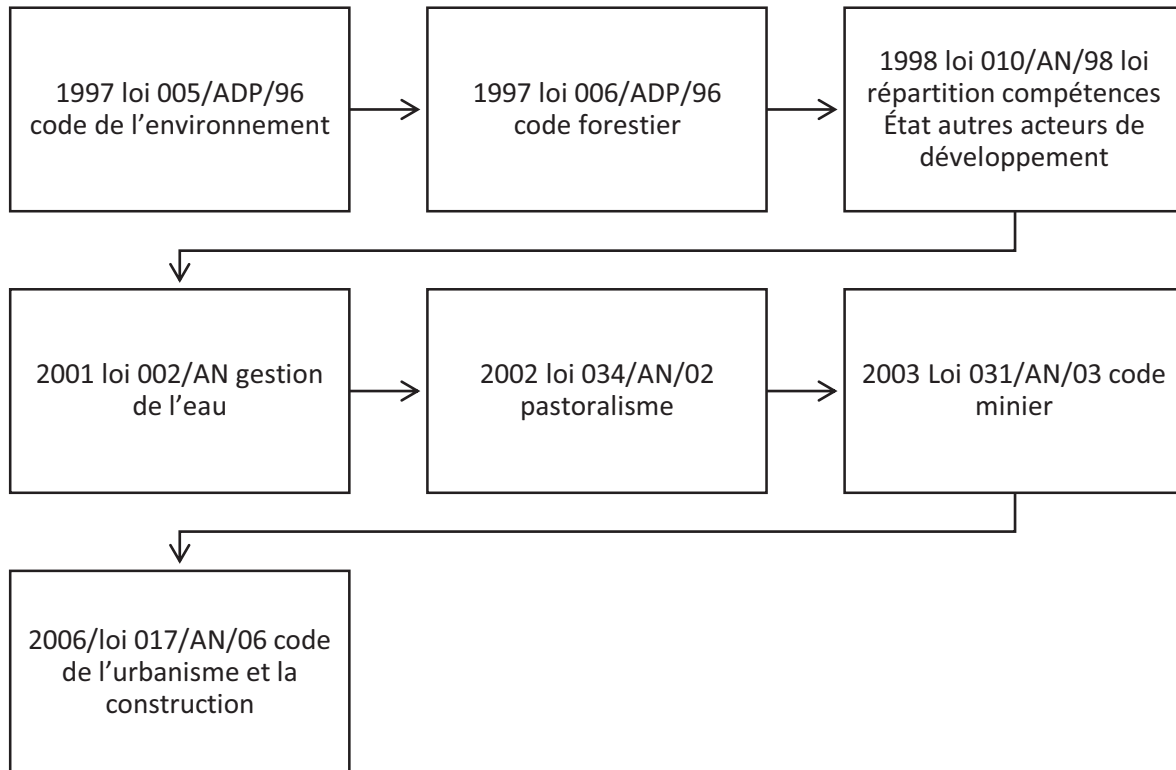 1997 loi 005/ADP/96
code de l’environnement
1997 loi 006/ADP/96
code forestier
1998 loi 010/AN/98 loi
répartition compétences
État autres acteurs de
développement
2001 loi 002/AN gestion
de l’eau
2002 loi 034/AN/02
pastoralisme
2003 Loi 031/AN/03 code
minier
2006/loi 017/AN/06 code
de l’urbanisme et la
construction